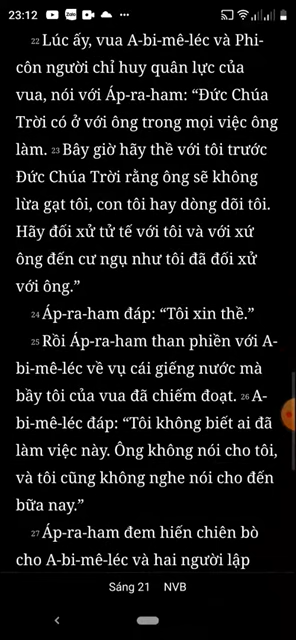 23:12
22 Lúc ấy, vua A-bi-mê-léc và Phi-
côn người chỉ huy quân lực của
vua, nói với Áp-ra-ham: “Đức Chúa
Trời có ở với ông trong mọi việc ông
làm. 23 Bây giờ hãy thề với tôi trước
Đức Chúa Trời rằng ông sẽ không
lừa gạt tôi, con tôi hay dòng dõi tôi.
Hãy đối xử tử tế với tôi và với xứ
ông đến cư ngụ như tôi đã đối xử
với ông.”
24 Áp-ra-ham đáp: “Tôi xin thề.”
25 Rồi Áp-ra-ham than phiền với A-
bi-mê-léc về vụ cái giếng nước mà
bầy tôi của vua đã chiếm đoạt. 26 A-
bi-mê-léc đáp: “Tôi không biết ai đã
làm việc này. Ông không nói cho tôi,
và tôi cũng không nghe nói cho đến
bữa nay.”
27 Áp-ra-ham đem hiến chiên bò
cho A-bi-mê-léc và hai người lập
Sáng 21 NVB